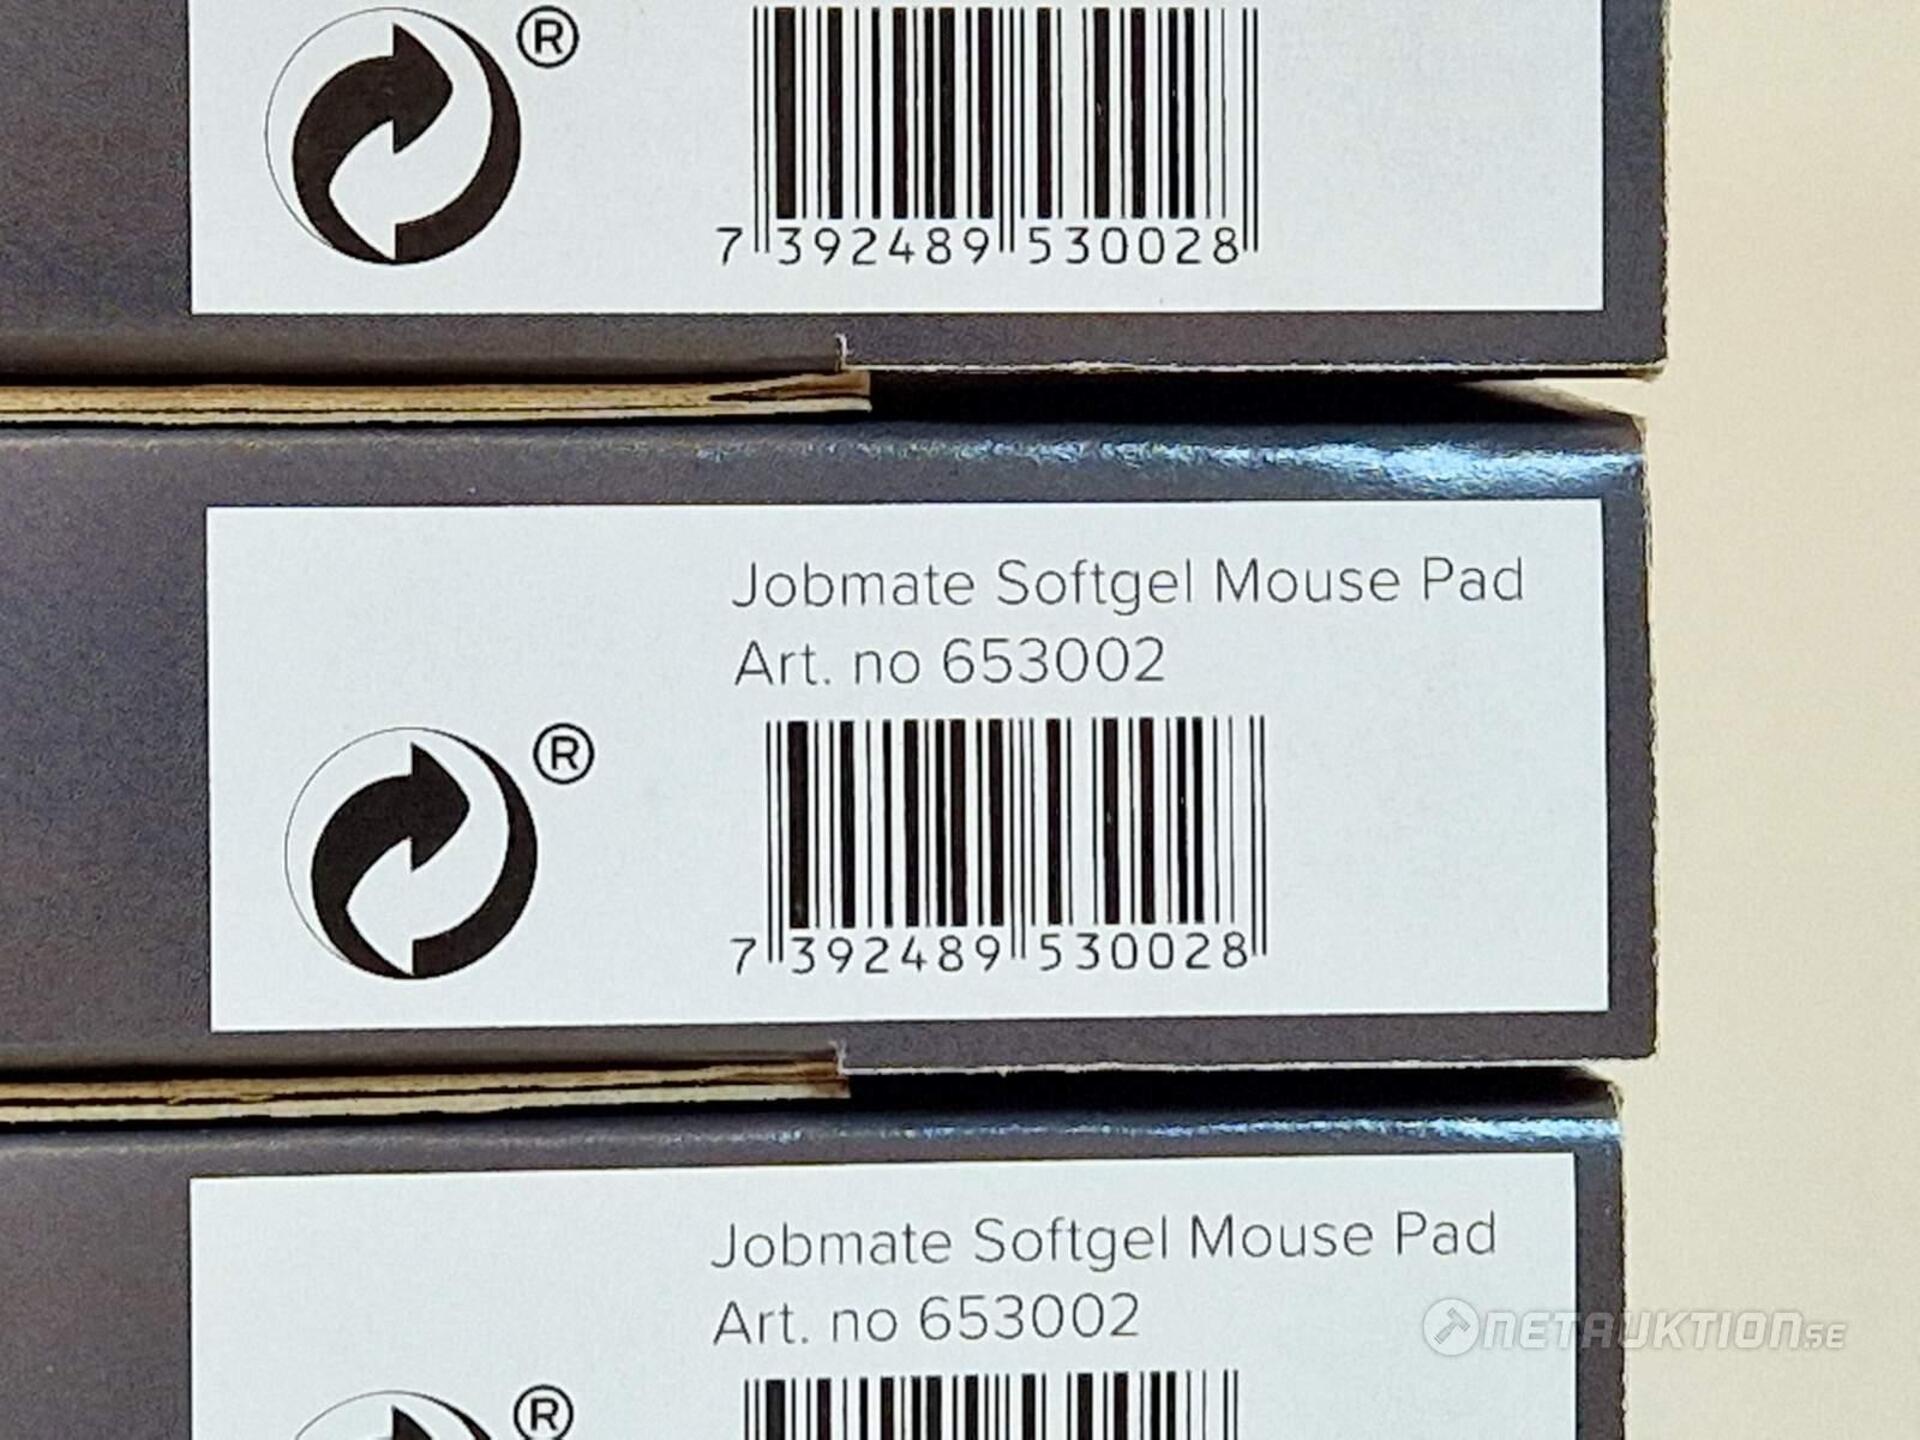 ®
7 392489 530028
Jobmate Softgel Mouse Pad
Art. no 653002
®
7 392489 530028
Jobmate Softgel Mouse Pad
Art. no 653002
®
NETAUKTION.SE